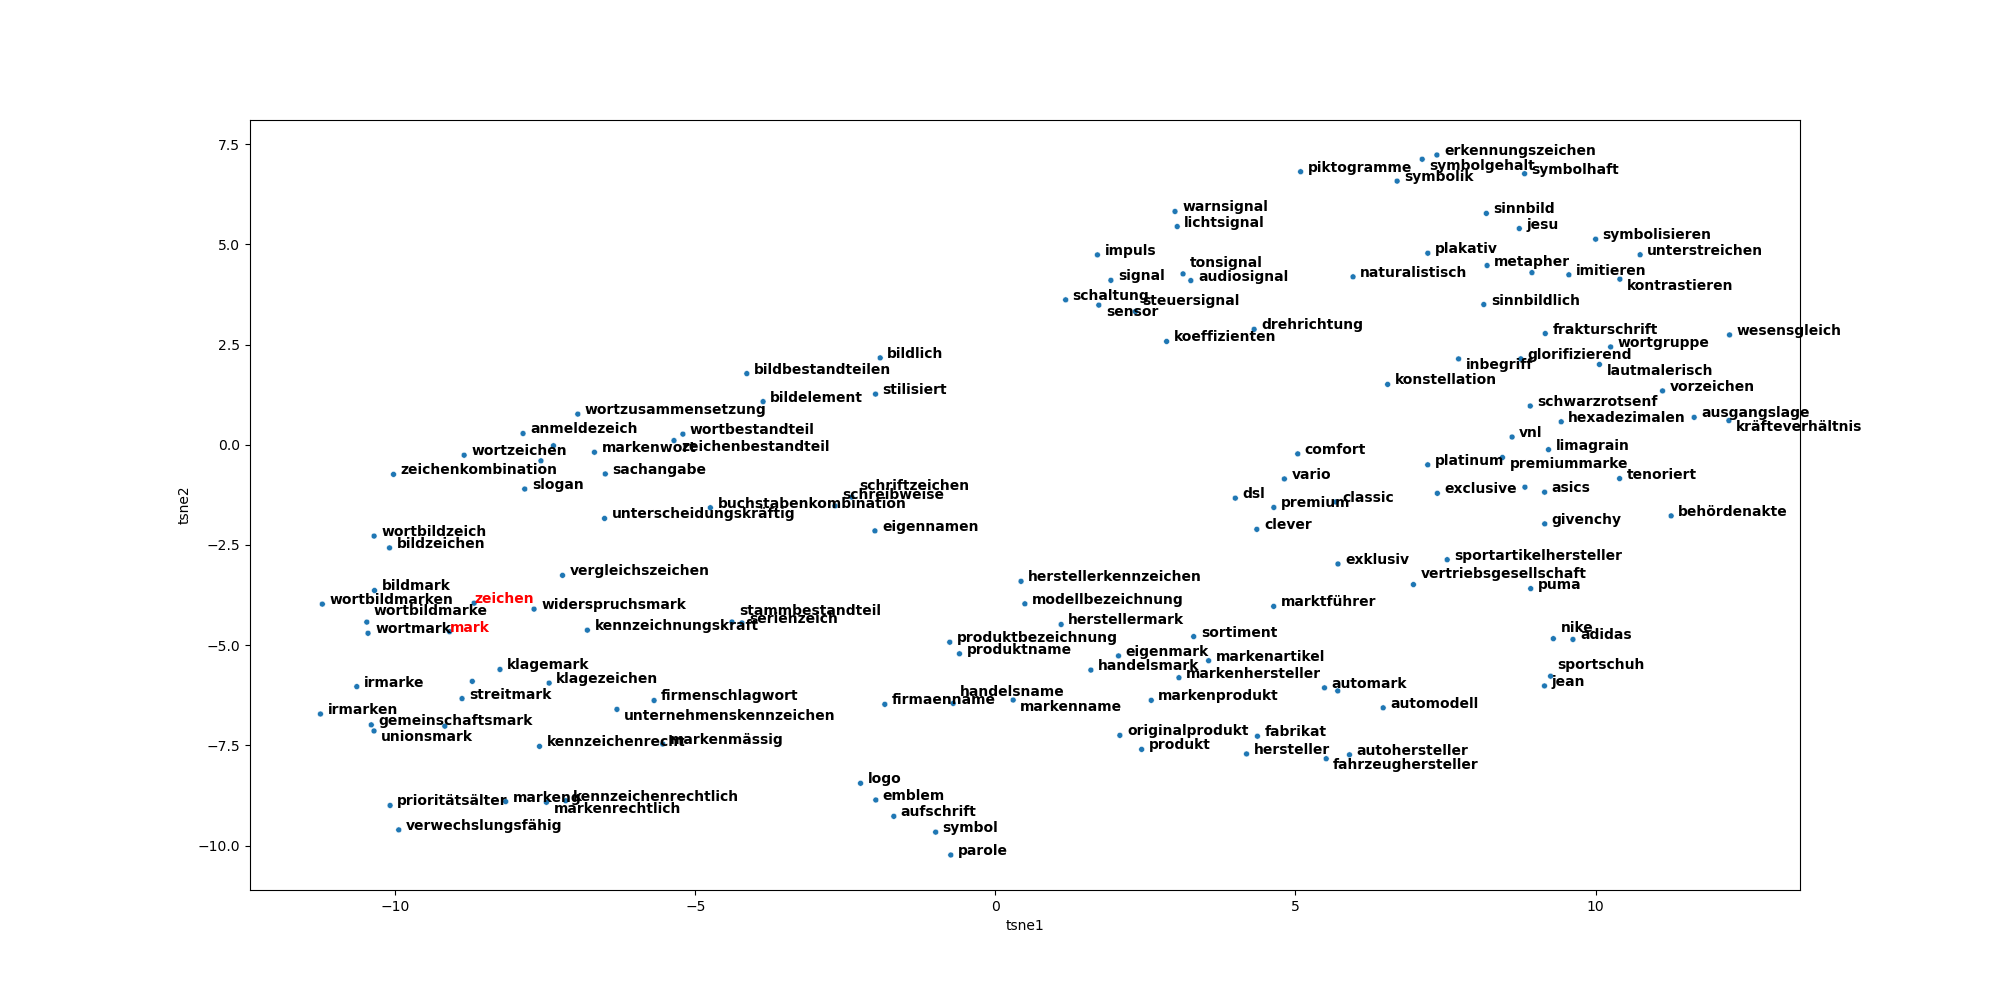 7.5
5.0
2.5
0.0
−2.5
−5.0
−7.5
−10.0
tsne2
erkennungszeichen
symbolgehalt
piktogramme
symbolhaft
symbolik
warnsignal
sinnbild
lichtsignal
jesu
symbolisieren
impuls
plakativ
unterstreichen
tonsignal
metapher
signal
audiosignal
naturalistisch
imitieren
kontrastieren
schaltung
steuersignal
sinnbildlich
sensor
drehrichtung
koeffizienten
frakturschrift
wesensgleich
wortgruppe
bildlich
glorifizierend
inbegriff
bildbestandteilen
lautmalerisch
konstellation
vorzeichen
stilisiert
bildelement
schwarzrotsenf
wortzusammensetzung
ausgangslage
hexadezimalen
kräfteverhältnis
anmeldezeich
wortbestandteil
vnl
markenwort
zeichenbestandteil
limagrain
wortzeichen
comfort
platinum
premiummarke
zeichenkombination
sachangabe
vario
tenoriert
slogan
schriftzeichen
exclusive
asics
schreibweise
dsl
classic
buchstabenkombination
premium
unterscheidungskräftig
behördenakte
givenchy
eigennamen
clever
wortbildzeich
bildzeichen
sportartikelhersteller
exklusiv
vergleichszeichen
herstellerkennzeichen
vertriebsgesellschaft
bildmark
puma
wortbildmarken
zeichen
modellbezeichnung
marktführer
widerspruchsmark
wortbildmarke
stammbestandteil
serienzeich
herstellermark
wortmark
mark
kennzeichnungskraft
nike
sortiment
adidas
produktbezeichnung
produktname
eigenmark
markenartikel
klagemark
handelsmark
sportschuh
markenhersteller
irmarke
klagezeichen
automark
jean
streitmark
firmenschlagwort
handelsname
markenprodukt
firmaenname
automodell
markenname
irmarken
unternehmenskennzeichen
gemeinschaftsmark
originalprodukt
fabrikat
unionsmark
kennzeichenrecht
markenmässig
produkt
hersteller
autohersteller
fahrzeughersteller
logo
prioritätsälter
markeng
kennzeichenrechtlich
emblem
markenrechtlich
aufschrift
verwechslungsfähig
symbol
parole
−10
−5
0
5
10
tsne1